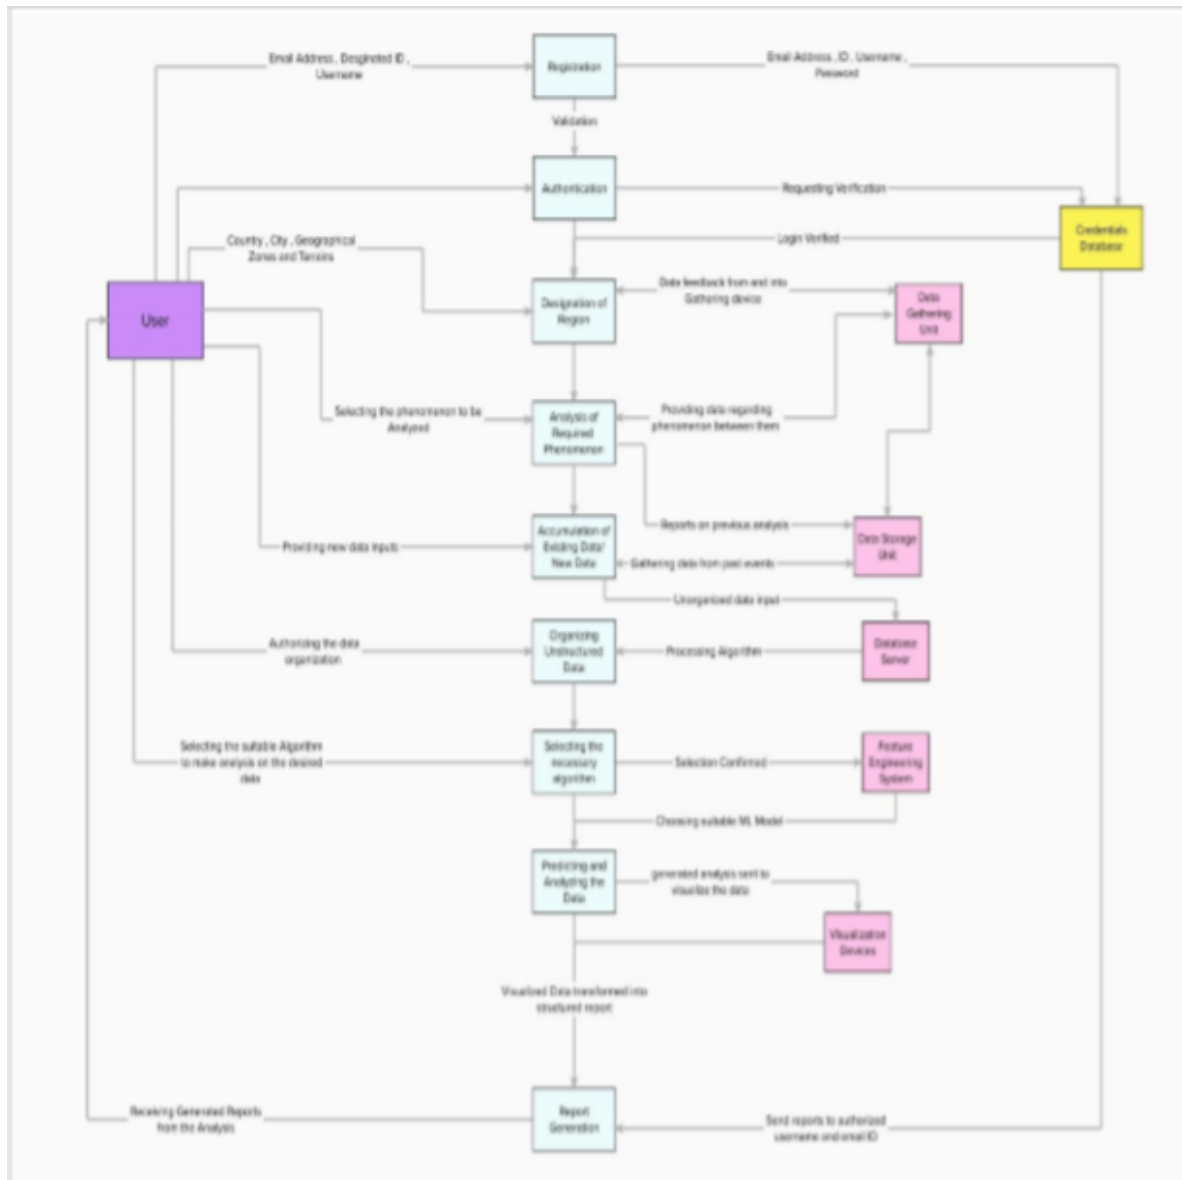 Email Address , Desginated ID ,
Username
Registration
Email Address , ID , Username ,
Password
Validation
Authentication
Requesting Verification
Credentials
Database
Login Verified
Country , City , Geographical
Zones and Terrains
User
Designation of
Region
Data feedback from and into
Gathering device
Data
Gathering
Unit
Selecting the phenomenon to be
Analyzed
Analysis of
Required
Phenomenon
Providing data regarding
phenomenon between them
Reports on previous analysis
Data Storage
Unit
Providing new data inputs
Accumulation of
Existing Data/
New Data
Gathering data from past events
Unorganized data input
Authorizing the data
organization
Organizing
Unstructured
Data
Processing Algorithm
Database
Server
Selecting the suitable Algorithm
to make analysis on the desired
data
Selecting the
necessary
algorithm
Selection Confirmed
Feature
Engineering
System
Choosing suitable ML Model
Predicting and
Analyzing the
Data
generated analysis sent to
visualize the data
Visualization
Devices
Visualized Data transformed into
structured report
Receiving Generated Reports
from the Analysis
Report
Generation
Send reports to authorized
username and email ID